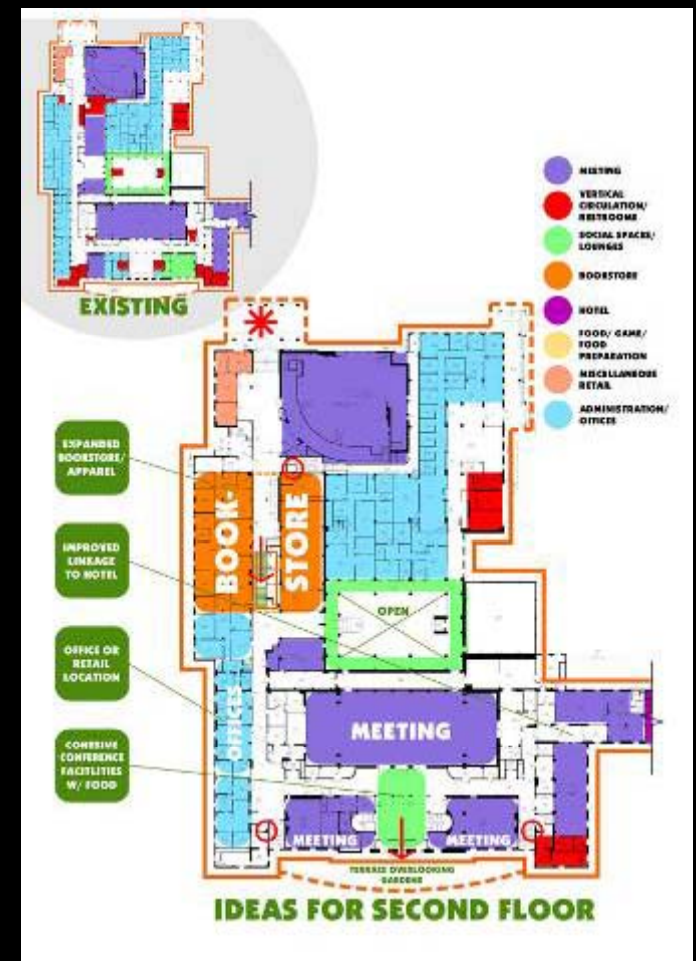 EXISTING
MEETING
VERTICAL
CIRCULATION/
RESTROOMS
SOCIAL SPACES/
LOUNGES
BOOKSTORE
HOTEL
FOOD/ GAME/
FOOD
PREPARATION
MISCELLANEOUS
RETAIL
ADMINISTRATION/
OFFICES
EXPANDED
BOOKSTORE/
APPAREL
BOOK-
STORE
IMPROVED
LINEAGE
TO HOTEL
OPEN
OFFICE OR
RETAIL
LOCATION
OFFICES
MEETING
COHESIVE
CONFERENCE
FACITLITIES
W/ FOOD
MEETING
MEETING
TERRACE OVERLOOKING
GARDENS
IDEAS FOR SECOND FLOOR